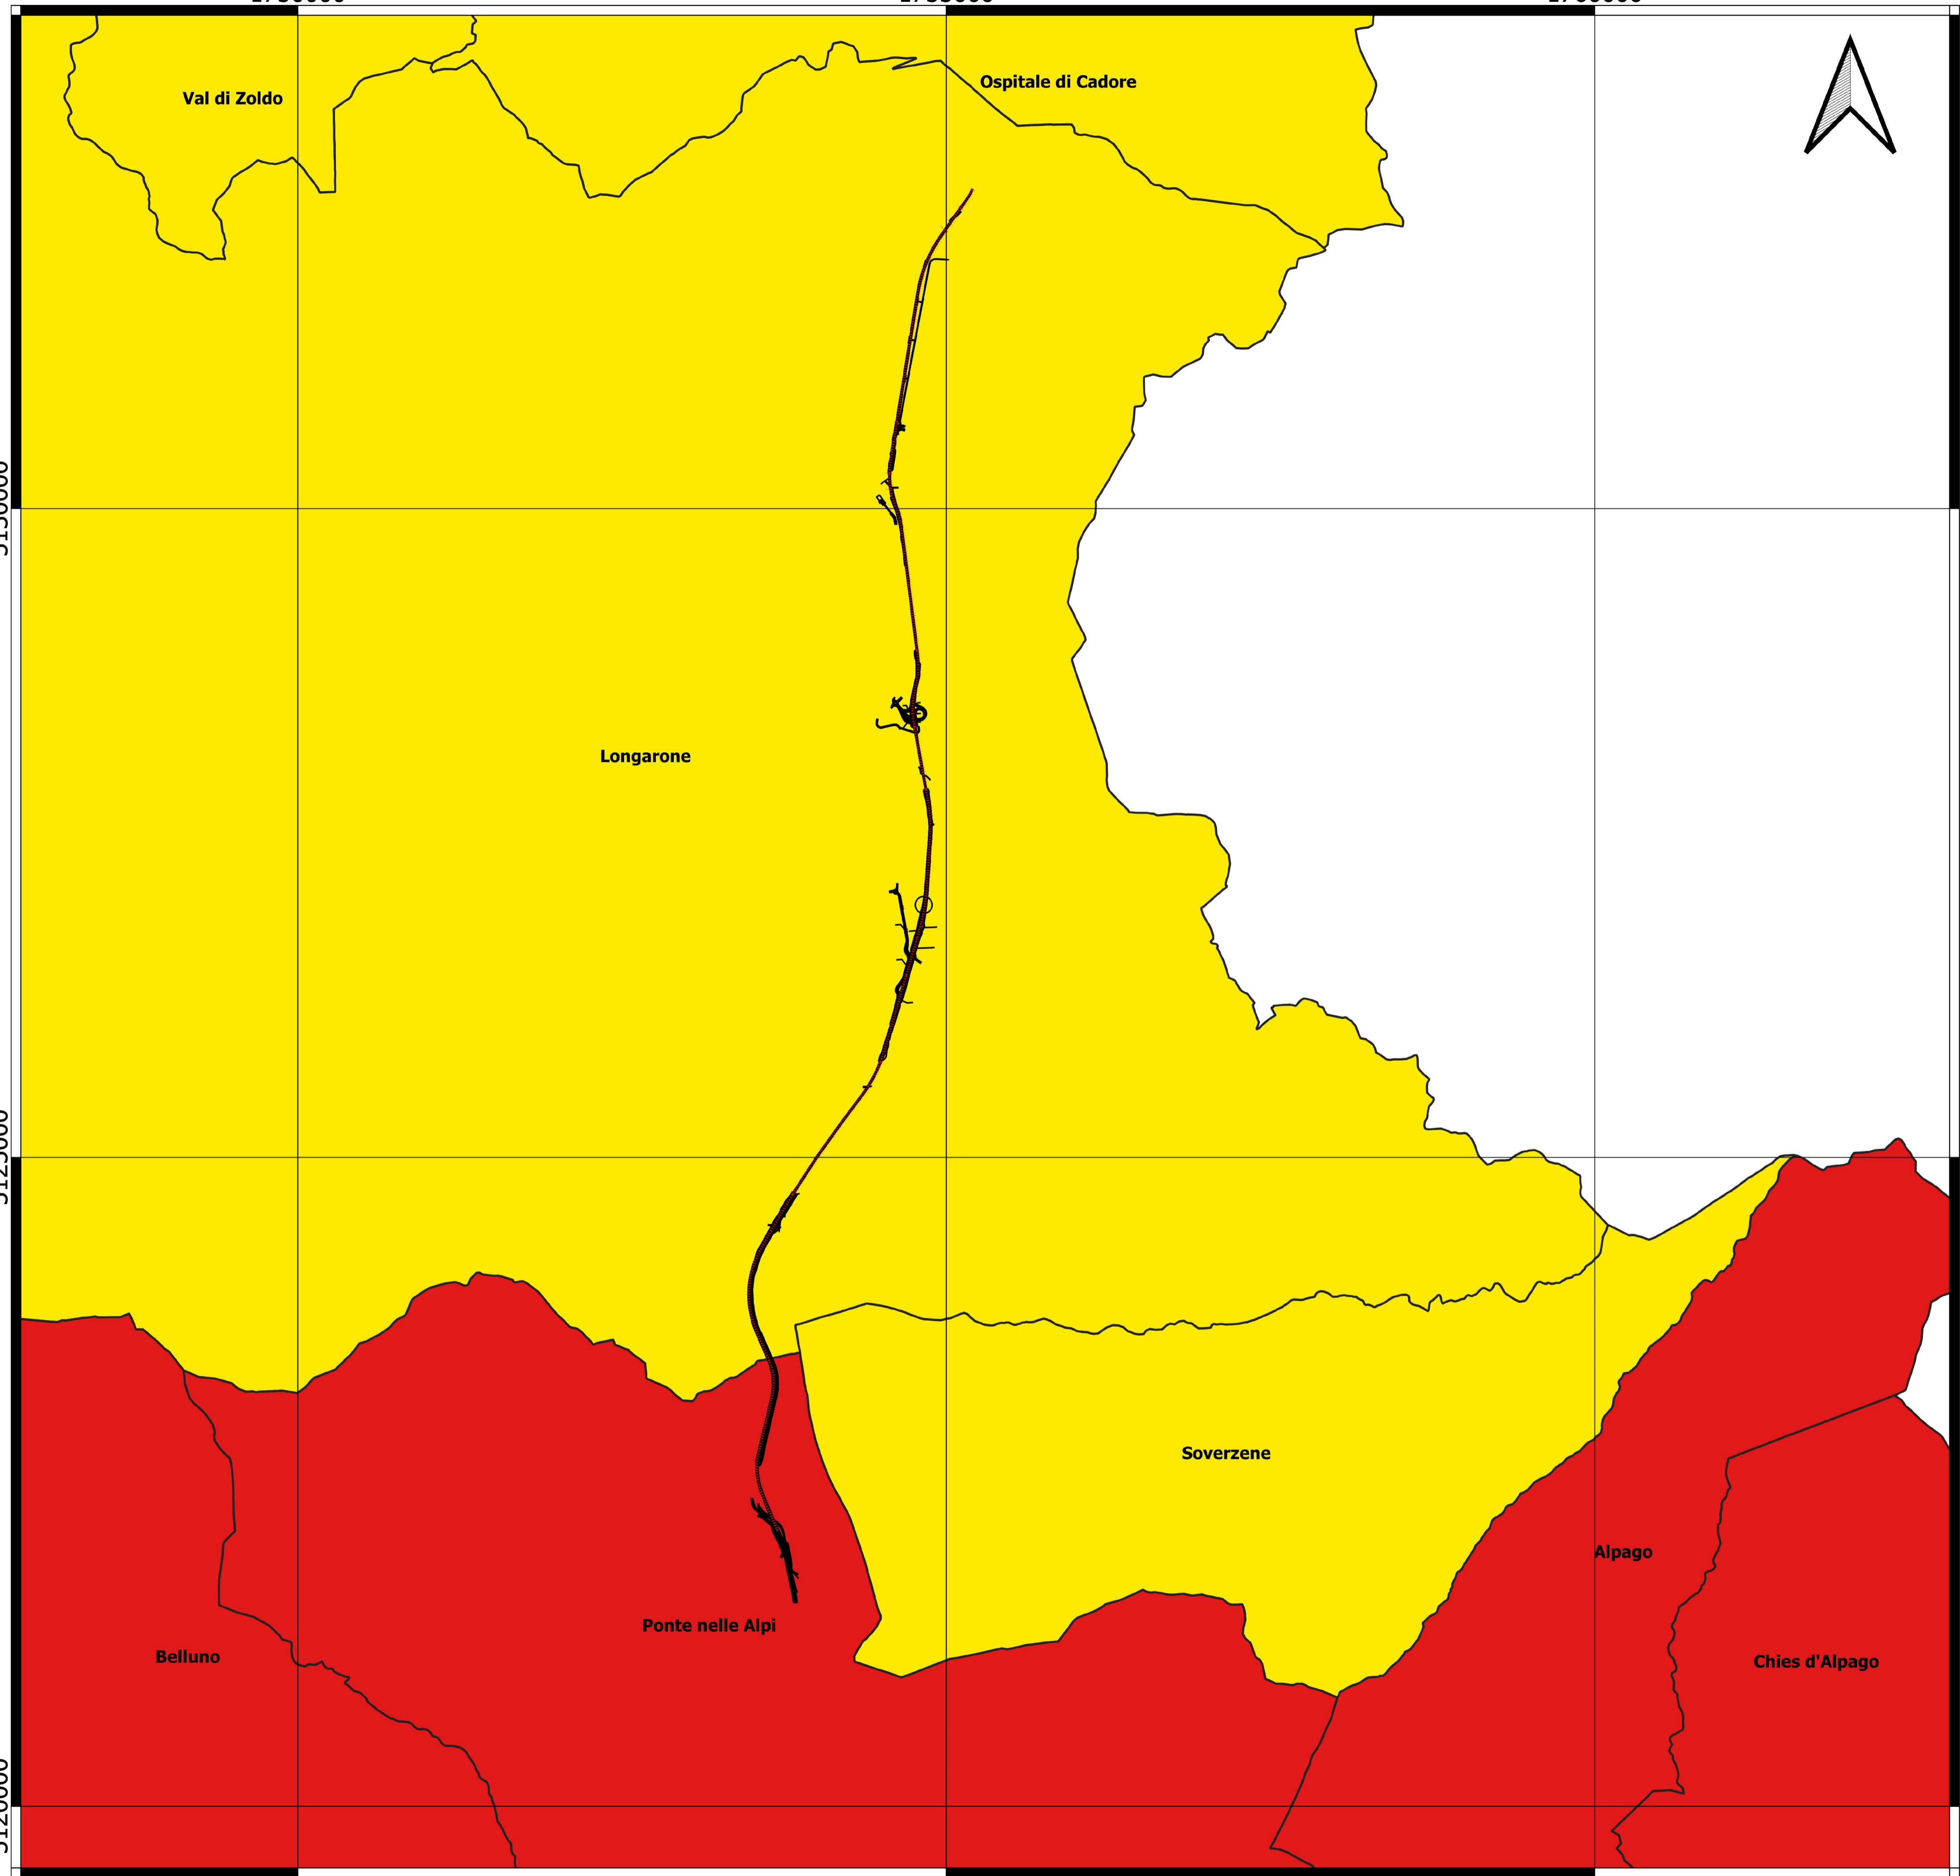 Ospitale di Cadore
Val di Zoldo
Longarone
Soverzene
Alpago
Ponte nelle Alpi
Belluno
Chies d'Alpago